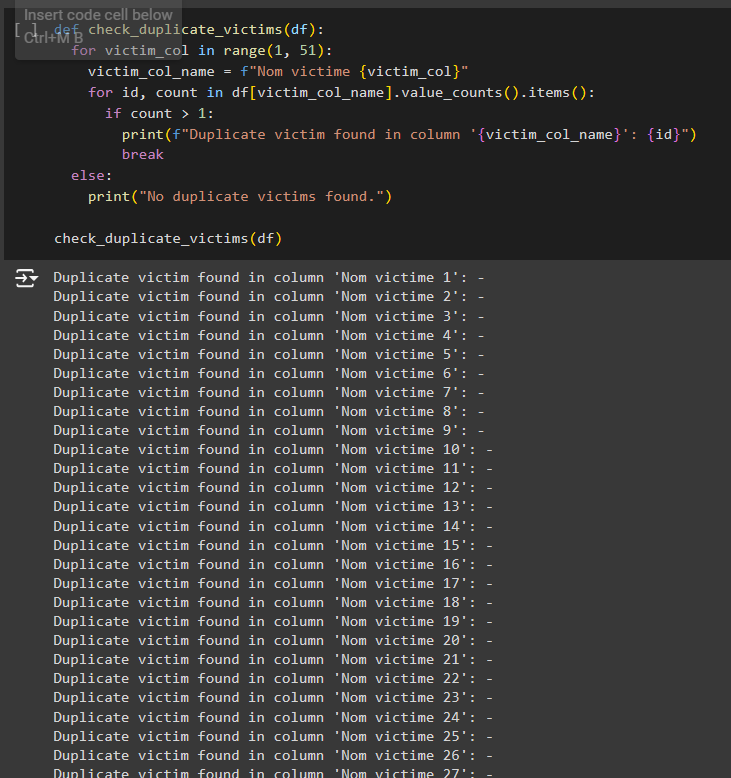 Insert code cell below
Ctrl+M B
[ ] def check_duplicate_victims(df):
for victim_col in range(1, 51):
victim_col_name = f"Nom victime {victim_col}"
for id, count in df[victim_col_name].value_counts().items():
if count > 1:
print(f"Duplicate victim found in column '{victim_col_name}': {id}")
break
else:
print("No duplicate victims found.")
check_duplicate_victims(df)
Duplicate victim found in column 'Nom victime 1': -
Duplicate victim found in column 'Nom victime 2': -
Duplicate victim found in column 'Nom victime 3': -
Duplicate victim found in column 'Nom victime 4': -
Duplicate victim found in column 'Nom victime 5': -
Duplicate victim found in column 'Nom victime 6': -
Duplicate victim found in column 'Nom victime 7': -
Duplicate victim found in column 'Nom victime 8': -
Duplicate victim found in column 'Nom victime 9': -
Duplicate victim found in column 'Nom victime 10': -
Duplicate victim found in column 'Nom victime 11': -
Duplicate victim found in column 'Nom victime 12': -
Duplicate victim found in column 'Nom victime 13': -
Duplicate victim found in column 'Nom victime 14': -
Duplicate victim found in column 'Nom victime 15': -
Duplicate victim found in column 'Nom victime 16': -
Duplicate victim found in column 'Nom victime 17': -
Duplicate victim found in column 'Nom victime 18': -
Duplicate victim found in column 'Nom victime 19': -
Duplicate victim found in column 'Nom victime 20': -
Duplicate victim found in column 'Nom victime 21': -
Duplicate victim found in column 'Nom victime 22': -
Duplicate victim found in column 'Nom victime 23': -
Duplicate victim found in column 'Nom victime 24': -
Duplicate victim found in column 'Nom victime 25': -
Duplicate victim found in column 'Nom victime 26': -
Duplicate victim found in column 'Nom victime 27': -